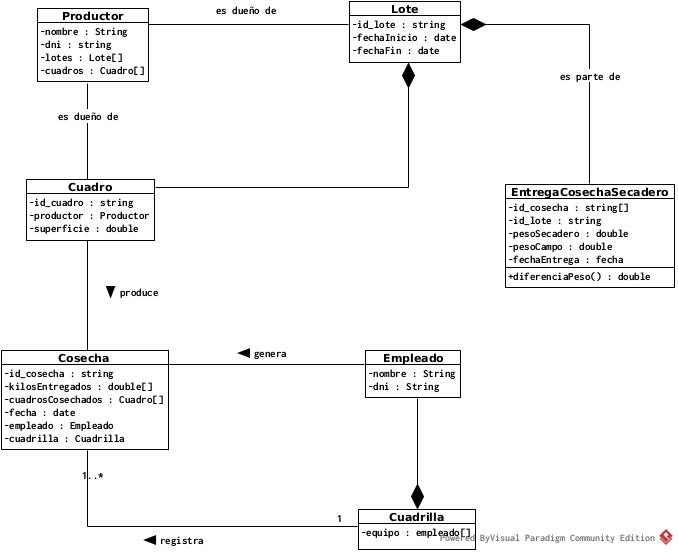 Productor
-nombre : String
-dni : string
-lotes : Lote[]
-cuadros : Cuadro[]
es dueño de
Lote
-id_lote : string
-fechaInicio : date
-fechaFin : date
es parte de
es dueño de
Cuadro
-id_cuadro : string
-productor : Productor
-superficie : double
EntregaCosechaSecadero
-id_cosecha : string[]
-id_lote : string
-pesoSecadero : double
-pesoCampo : double
-fechaEntrega : fecha
+diferenciaPeso() : double
produce
Cosecha
-id_cosecha : string
-kilosEntregados : double[]
-cuadrosCosechados : Cuadro[]
-fecha : date
-empleado : Empleado
-cuadrilla : Cuadrilla
genera
Empleado
-nombre : String
-dni : String
1..*
1
registra
Cuadrilla
-equipo : empleado[]
Powered ByVisual Paradigm Community Edition